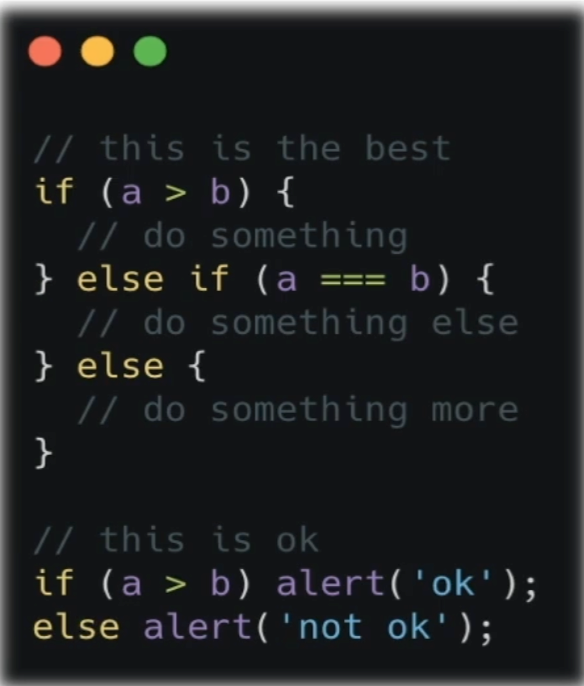 // this is the best
if (a > b) {
  // do something
} else if (a === b) {
  // do something else
} else {
  // do something more
}

// this is ok
if (a > b) alert('ok');
else alert('not ok');